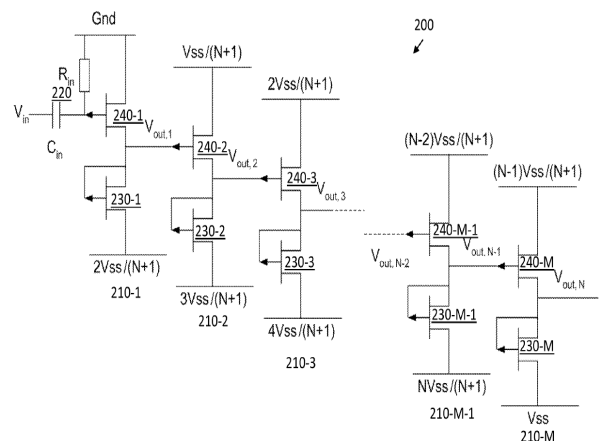 200
Gnd
Vss/(N+1)
2Vss/(N+1)
(N-2)Vss/(N+1)
(N-1)Vss/(N+1)
R_in
220
V_in
C_in
240-1
V_out,1
240-2
V_out,2
240-3
V_out,3
230-1
230-2
230-3
2Vss/(N+1)
210-1
3Vss/(N+1)
210-2
4Vss/(N+1)
210-3
V_out, N-2
240-M-1
V_out, N-1
240-M
V_out, N
230-M-1
230-M
NVss/(N+1)
210-M-1
Vss
210-M